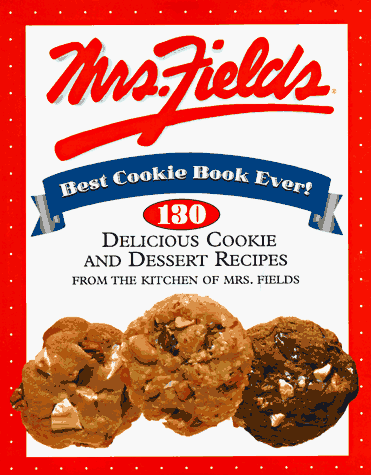 Mrs. Fields®
Best Cookie Book Ever!
130
DELICIOUS COOKIE
AND DESSERT RECIPES
FROM THE KITCHEN OF MRS. FIELDS